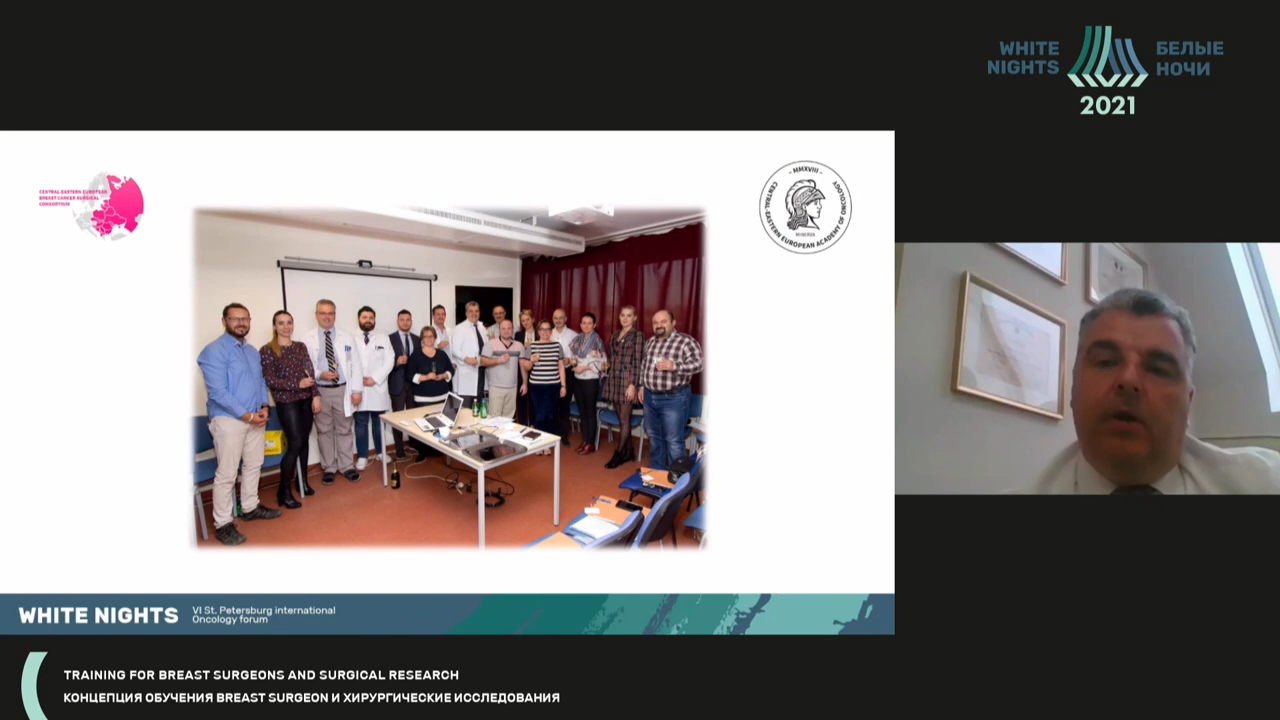 WHITE NIGHTS
БЕЛЫЕ НОЧИ
2021
CENTRAL-EASTERN EUROPEAN
BREAST CANCER SURGICAL
CONSORTIUM
- MMXVIII -
CENTRAL-EASTERN EUROPEAN ACADEMY OF ONCOLOGY
MINERVA
WHITE NIGHTS
VI St. Petersburg international
Oncology forum
TRAINING FOR BREAST SURGEONS AND SURGICAL RESEARCH
КОНЦЕПЦИЯ ОБУЧЕНИЯ BREAST SURGEON И ХИРУРГИЧЕСКИЕ ИССЛЕДОВАНИЯ